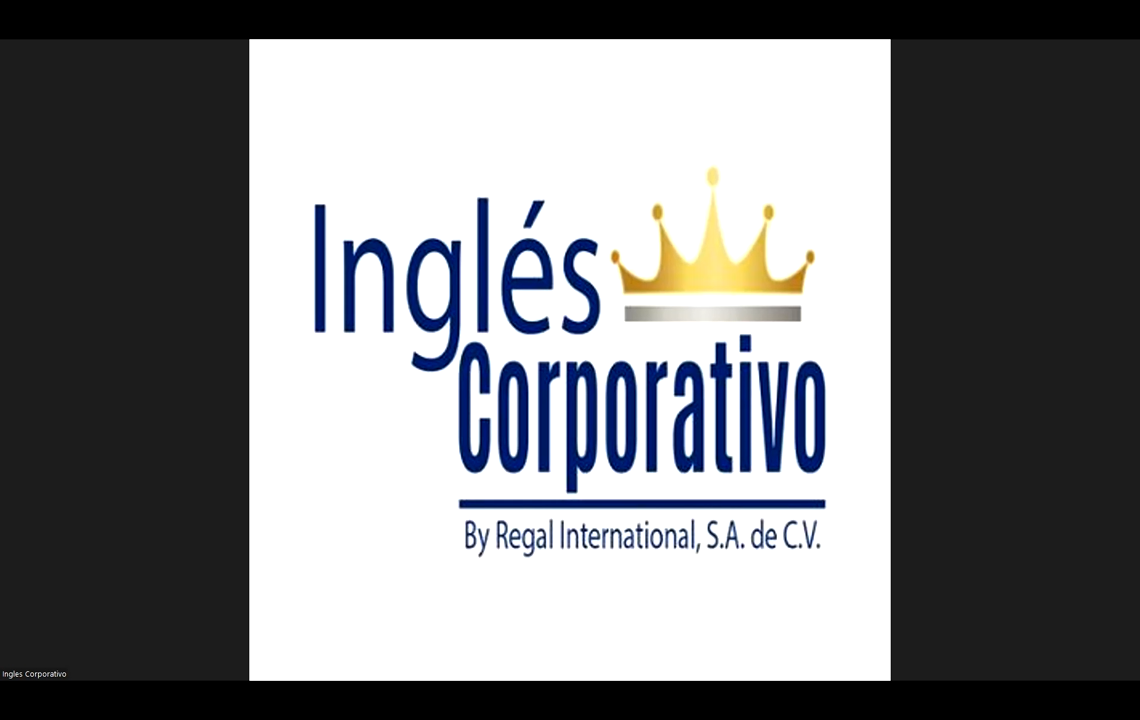 Inglés
Corporativo
By Regal International, S.A. de C.V.
Ingles Corporativo